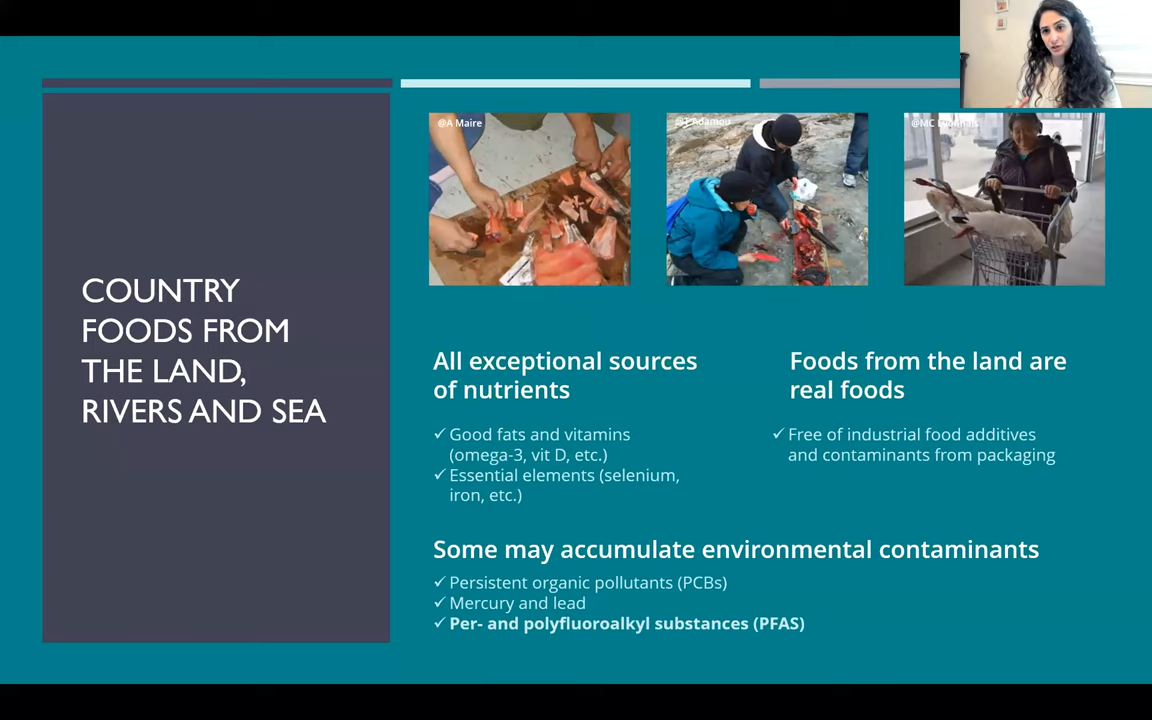 @A Maire
Adamou
@MC
COUNTRY
FOODS FROM
THE LAND,
RIVERS AND SEA
All exceptional sources
of nutrients
✓ Good fats and vitamins
(omega-3, vit D, etc.)
✓ Essential elements (selenium,
iron, etc.)
Foods from the land are
real foods
✓ Free of industrial food additives
and contaminants from packaging
Some may accumulate environmental contaminants
✓ Persistent organic pollutants (PCBs)
✓ Mercury and lead
✓ Per- and polyfluoroalkyl substances (PFAS)